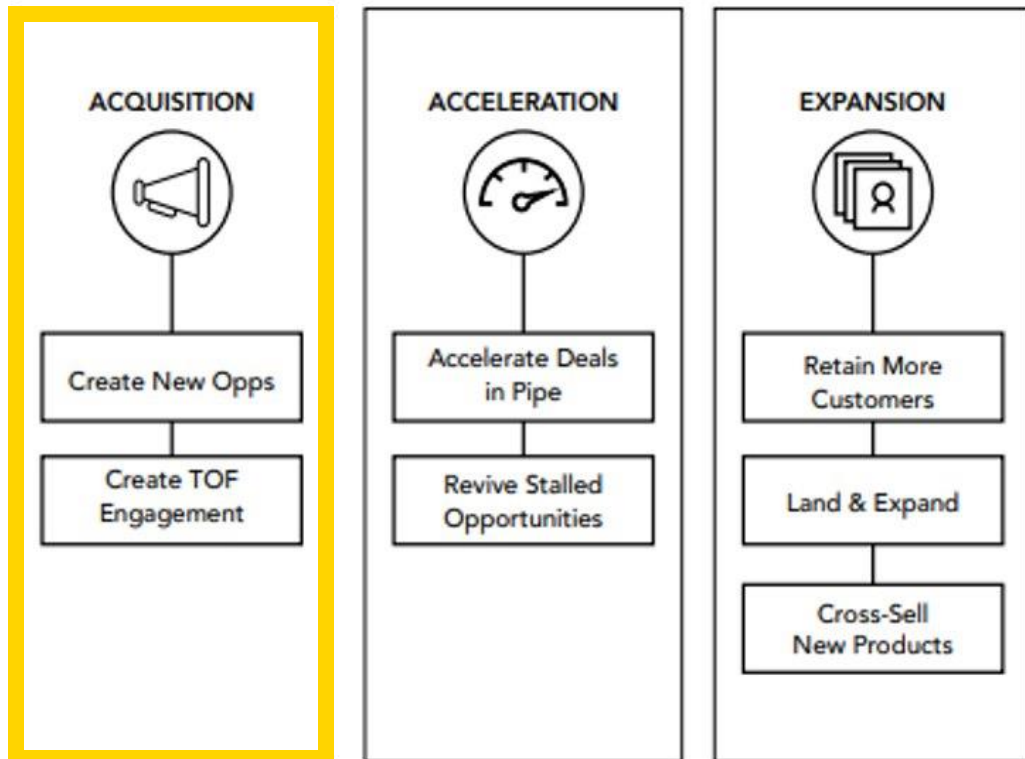 ACQUISITION
Create New Opps
Create TOF
Engagement
ACCELERATION
Accelerate Deals
in Pipe
Revive Stalled
Opportunities
EXPANSION
Retain More
Customers
Land & Expand
Cross-Sell
New Products